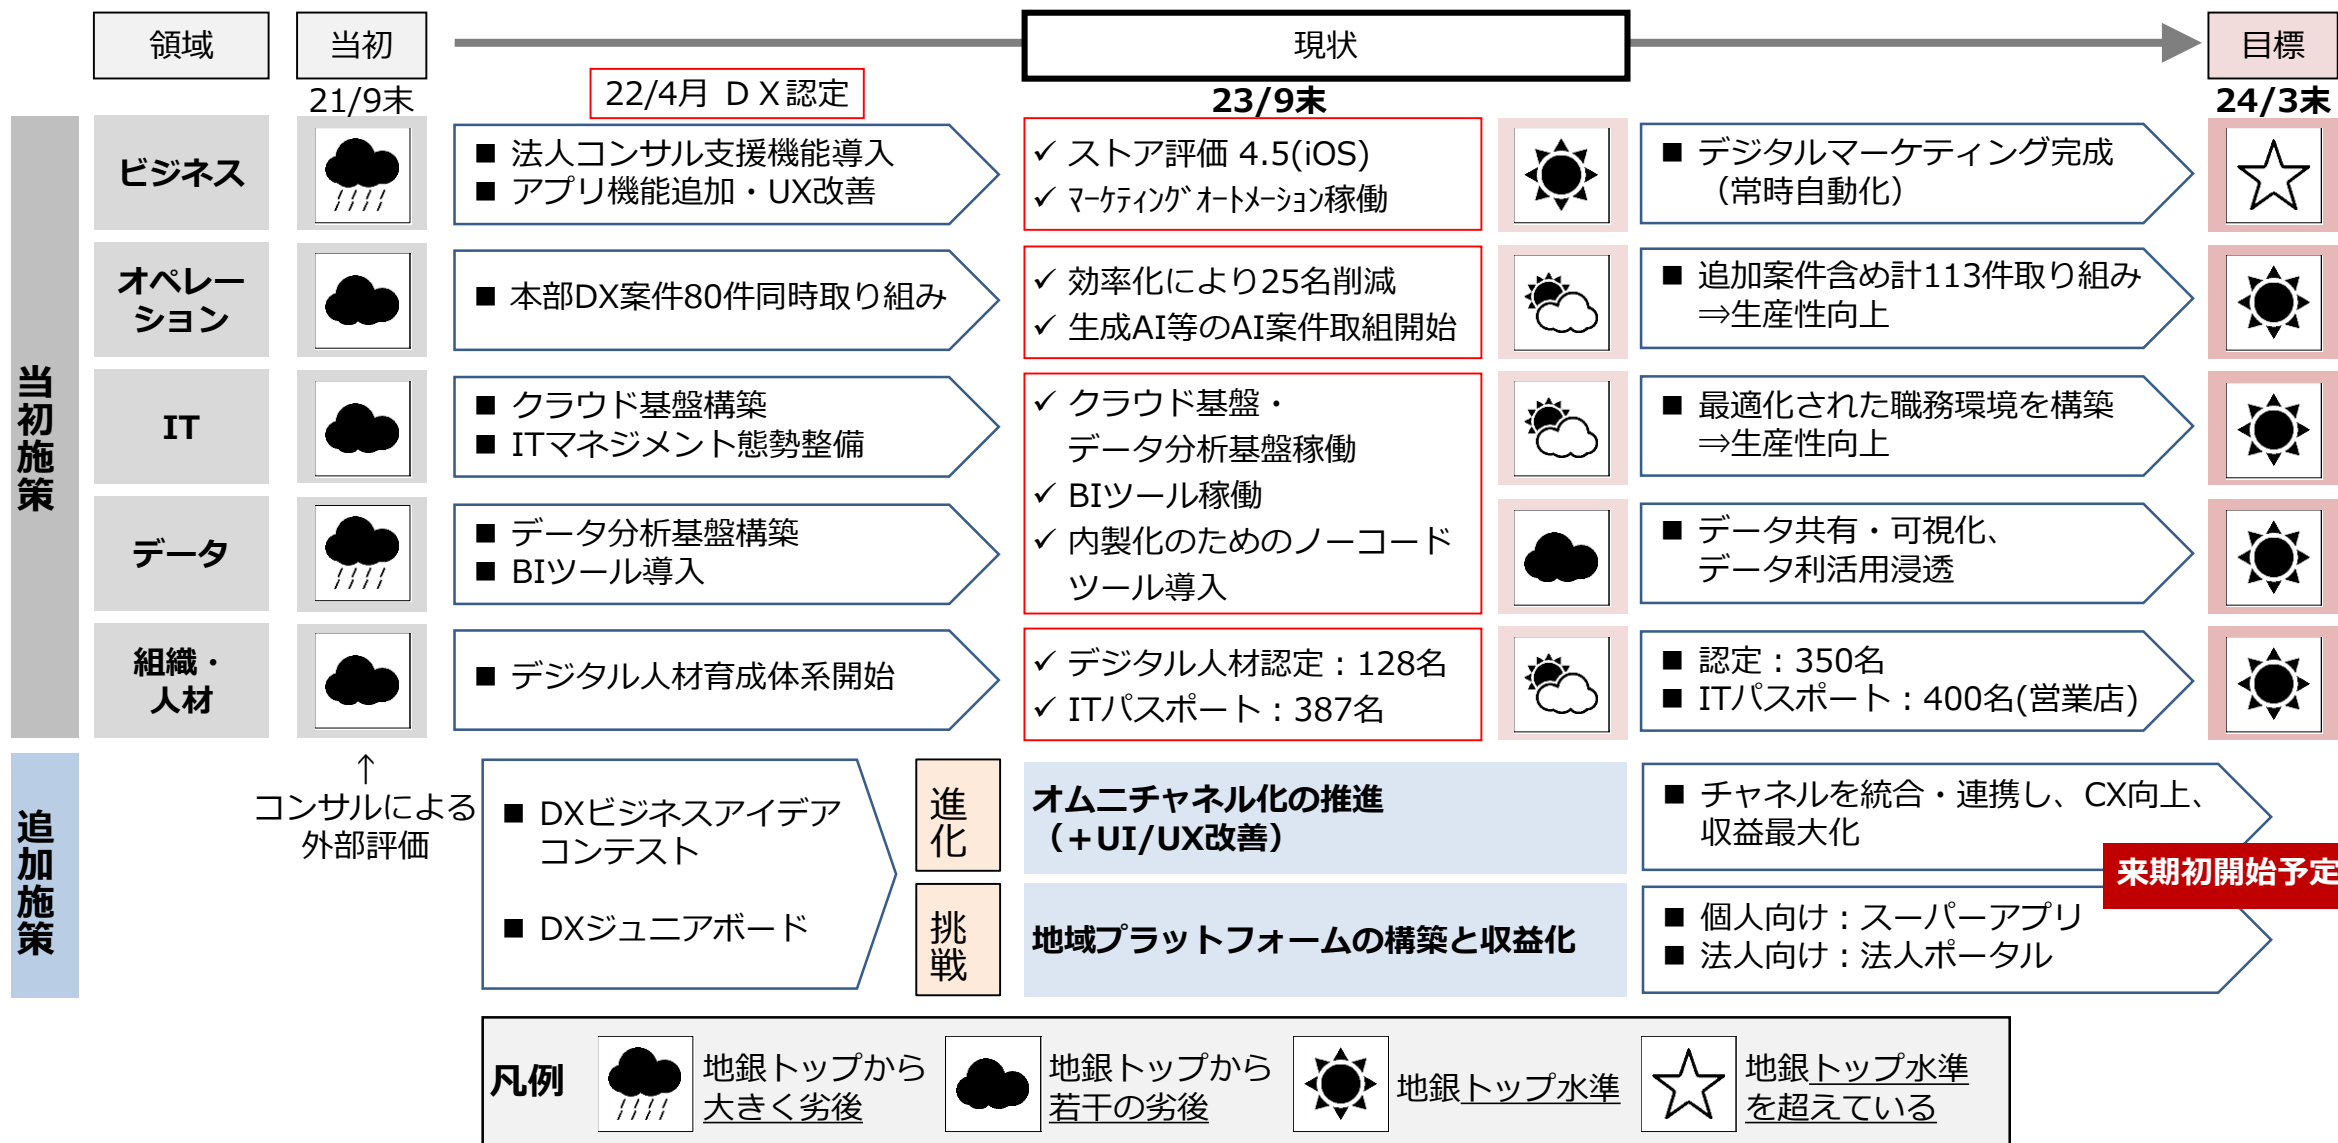 領域
当初
現状
目標
21/9末
22/4月 ＤＸ認定
23/9末
24/3末
当初施策
ビジネス
■ 法人コンサル支援機能導入
■ アプリ機能追加・UX改善
✓ ストア評価 4.5(iOS)
✓ ﾏｰｹﾃｨﾝｸﾞｵｰﾄﾒｰｼｮﾝ稼働
■ デジタルマーケティング完成
（常時自動化）
オペレー
ション
■ 本部DX案件80件同時取り組み
✓ 効率化により25名削減
✓ 生成AI等のAI案件取組開始
■ 追加案件含め計113件取り組み
⇒生産性向上
IT
■ クラウド基盤構築
■ ITマネジメント態勢整備
✓ クラウド基盤・
データ分析基盤稼働
✓ BIツール稼働
✓ 内製化のためのノーコード
ツール導入
■ 最適化された職務環境を構築
⇒生産性向上
データ
■ データ分析基盤構築
■ BIツール導入
■ データ共有・可視化、
データ利活用浸透
組織・
人材
■ デジタル人材育成体系開始
✓ デジタル人材認定：128名
✓ ITパスポート：387名
■ 認定：350名
■ ITパスポート：400名(営業店)
↑
コンサルによる
外部評価
追加施策
■ DXビジネスアイデア
コンテスト
■ DXジュニアボード
進化
オムニチャネル化の推進
（＋UI/UX改善）
■ チャネルを統合・連携し、CX向上、
収益最大化
来期初開始予定
挑戦
地域プラットフォームの構築と収益化
■ 個人向け：スーパーアプリ
■ 法人向け：法人ポータル
凡例
地銀トップから
大きく劣後
地銀トップから
若干の劣後
地銀トップ水準
地銀トップ水準
を超えている